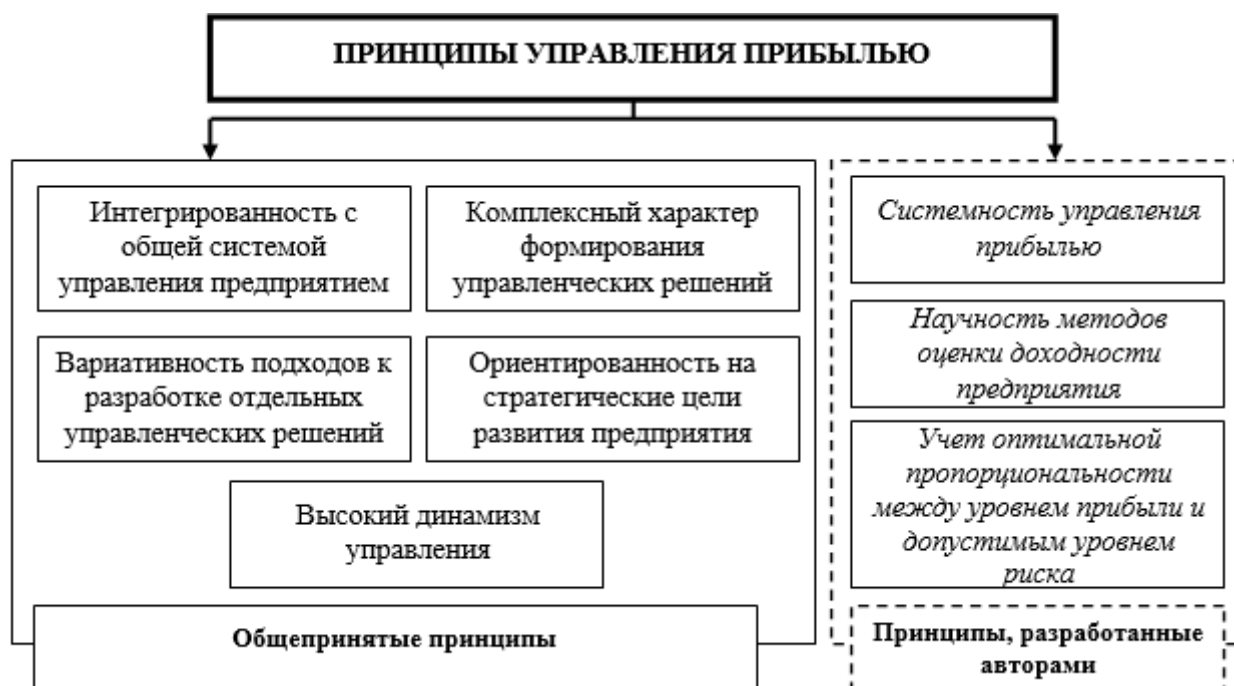 ПРИНЦИПЫ УПРАВЛЕНИЯ ПРИБЫЛЬЮ
Интегрированность с
общей системой
управления предприятием
Комплексный характер
формирования
управленческих решений
Вариативность подходов к
разработке отдельных
управленческих решений
Ориентированность на
стратегические цели
развития предприятия
Высокий динамизм
управления
Общепринятые принципы
Системность управления
прибылью
Научность методов
оценки доходности
предприятия
Учет оптимальной
пропорциональности
между уровнем прибыли и
допустимым уровнем
риска
Принципы, разработанные
авторами